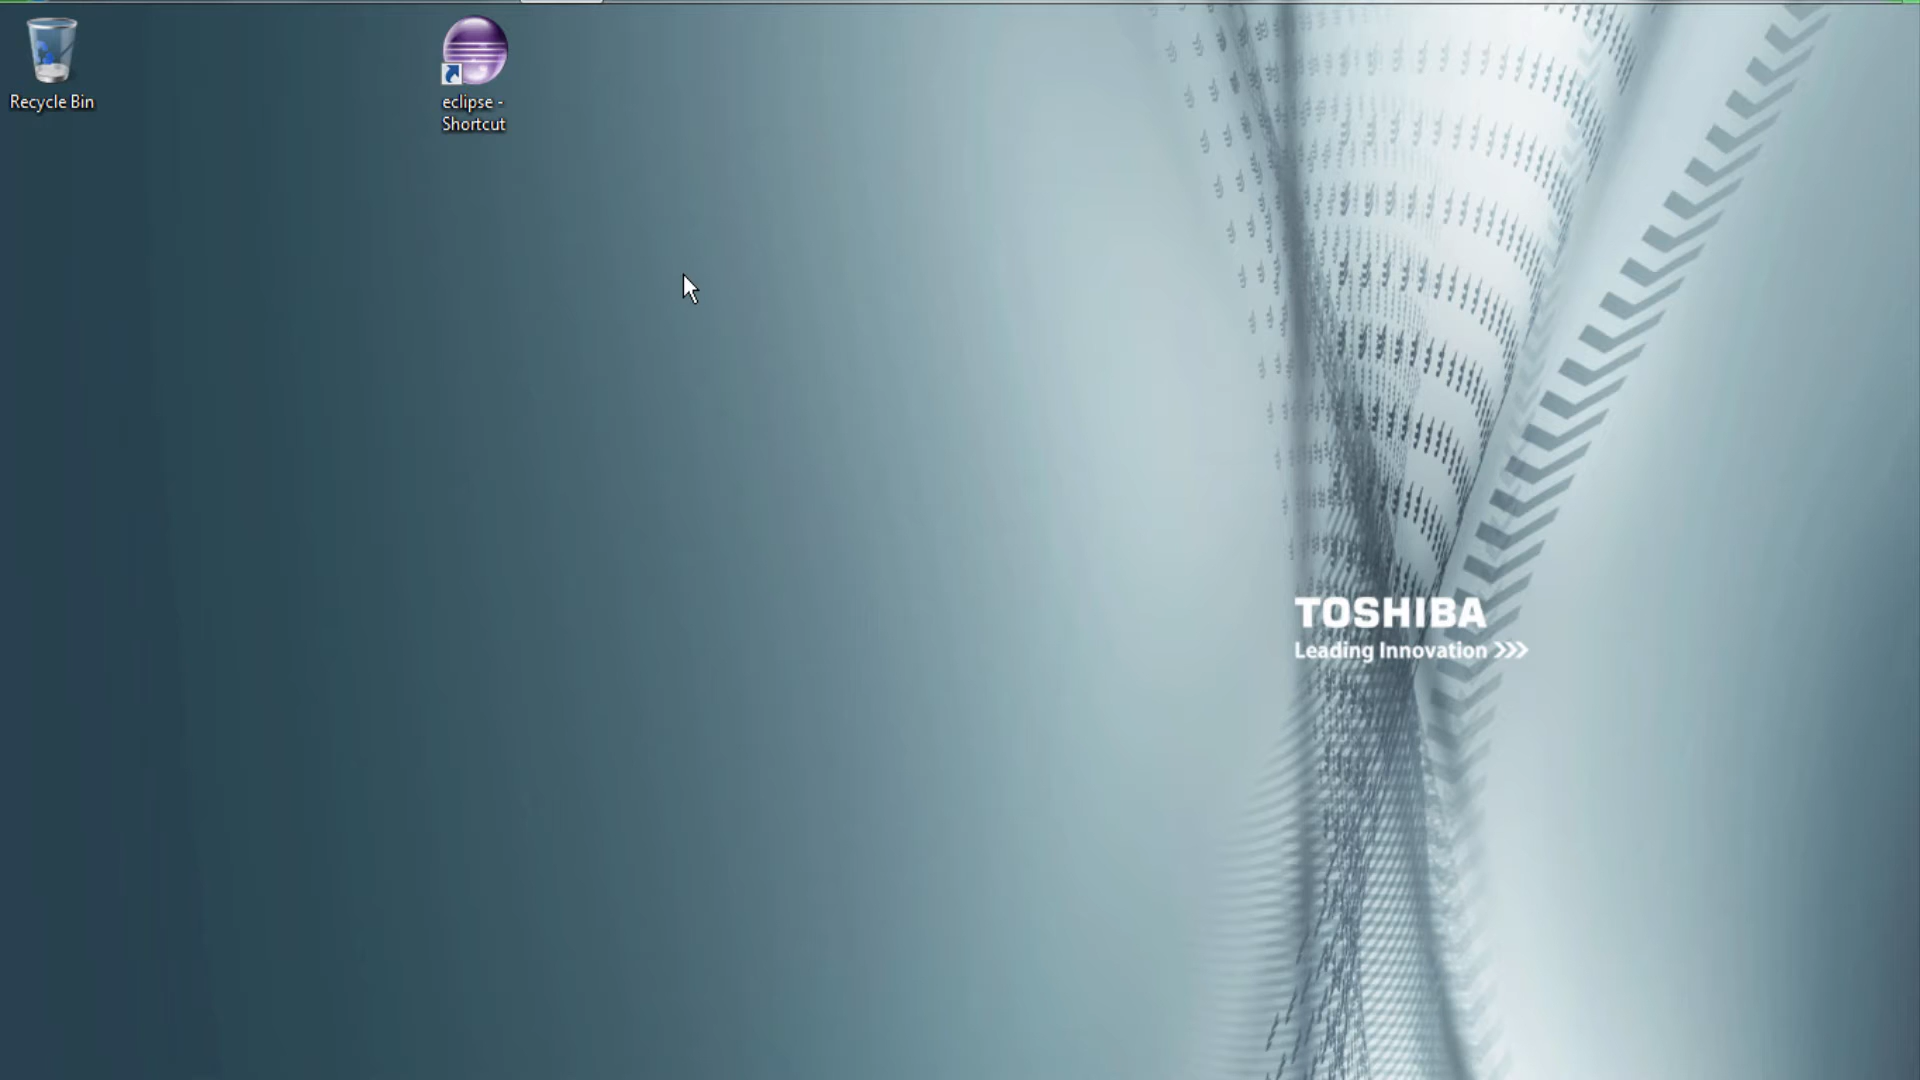 Recycle Bin
eclipse -
Shortcut
TOSHIBA
Leading Innovation >>>